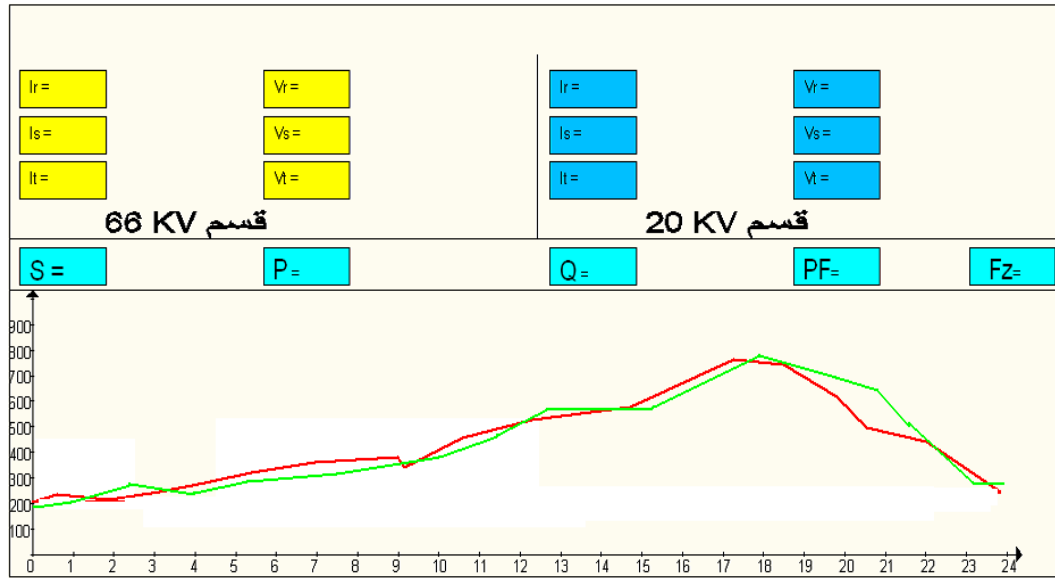 Ir = Vr = Ir = Vr =
Is = Vs = Is = Vs =
It = Vt = It = Vt =
قسم 66 KV قسم 20 KV
S = P = Q = PF= Fz=
900
800
700
600
500
400
300
200
100
0 1 2 3 4 5 6 7 8 9 10 11 12 13 14 15 16 17 18 19 20 21 22 23 24